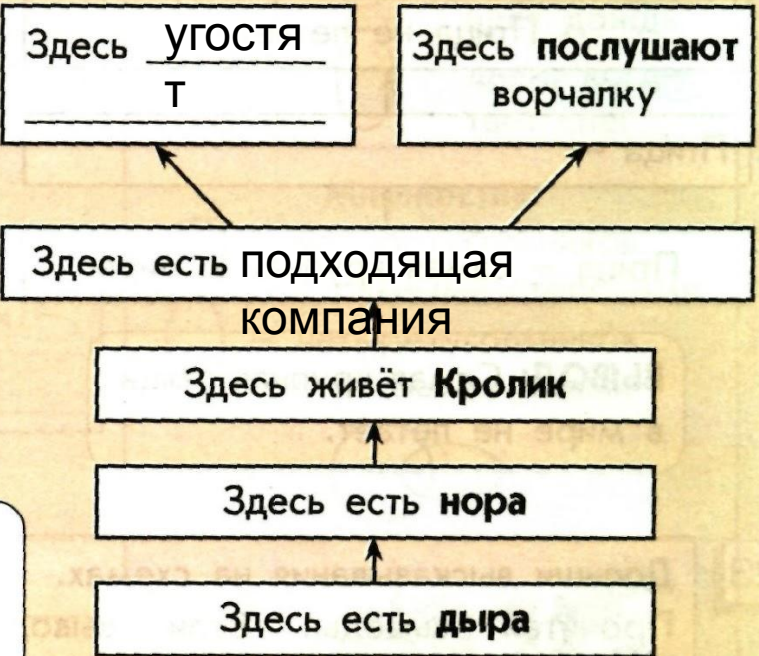 Здесь угостя
т
Здесь послушают
ворчалку
Здесь есть подходящая
компания
Здесь живёт Кролик
Здесь есть нора
Здесь есть дыра